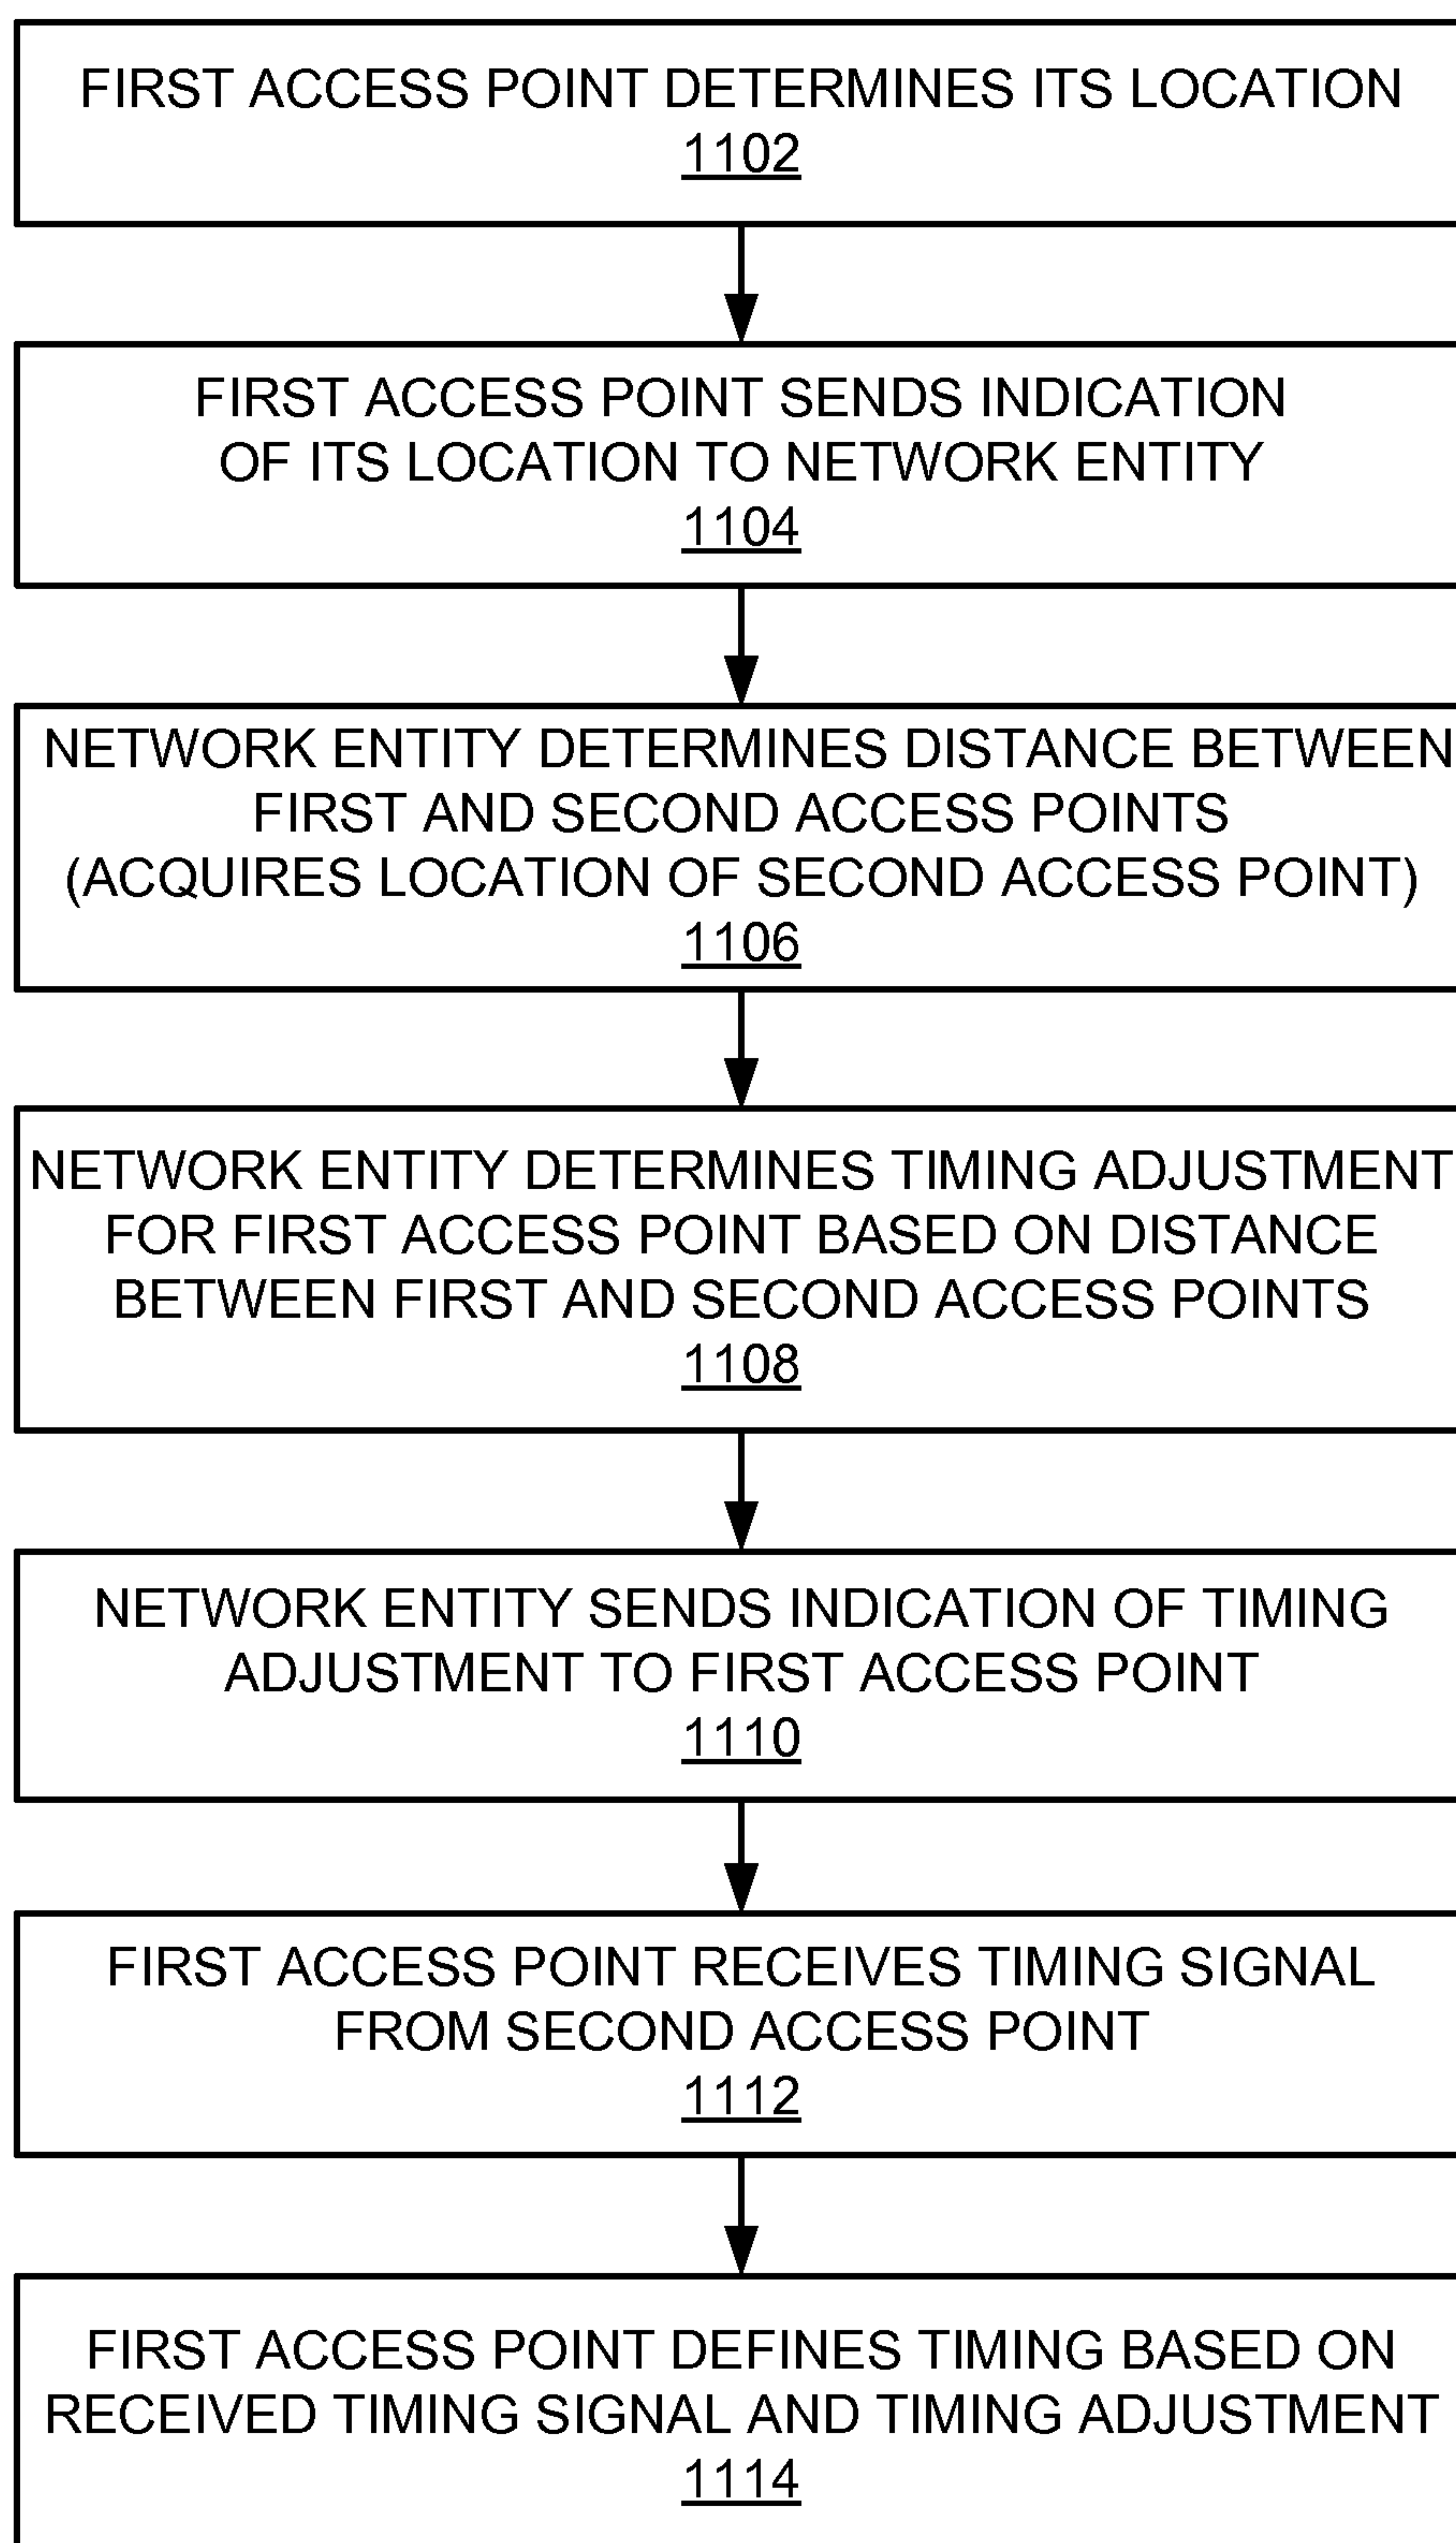 FIRST ACCESS POINT DETERMINES ITS LOCATION
1102
FIRST ACCESS POINT SENDS INDICATION
OF ITS LOCATION TO NETWORK ENTITY
1104
NETWORK ENTITY DETERMINES DISTANCE BETWEEN
FIRST AND SECOND ACCESS POINTS
(ACQUIRES LOCATION OF SECOND ACCESS POINT)
1106
NETWORK ENTITY DETERMINES TIMING ADJUSTMENT
FOR FIRST ACCESS POINT BASED ON DISTANCE
BETWEEN FIRST AND SECOND ACCESS POINTS
1108
NETWORK ENTITY SENDS INDICATION OF TIMING
ADJUSTMENT TO FIRST ACCESS POINT
1110
FIRST ACCESS POINT RECEIVES TIMING SIGNAL
FROM SECOND ACCESS POINT
1112
FIRST ACCESS POINT DEFINES TIMING BASED ON
RECEIVED TIMING SIGNAL AND TIMING ADJUSTMENT
1114